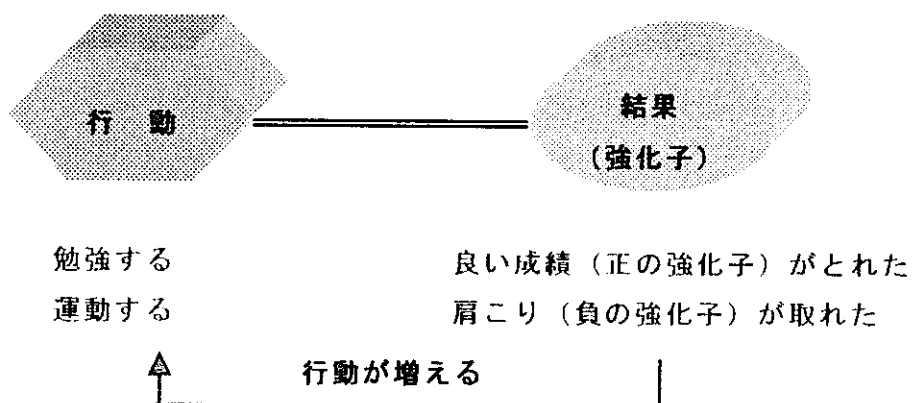 行 動
結果
(強化子)
勉強する
良い成績(正の強化子)がとれた
運動する
肩こり(負の強化子)が取れた
行動が増える